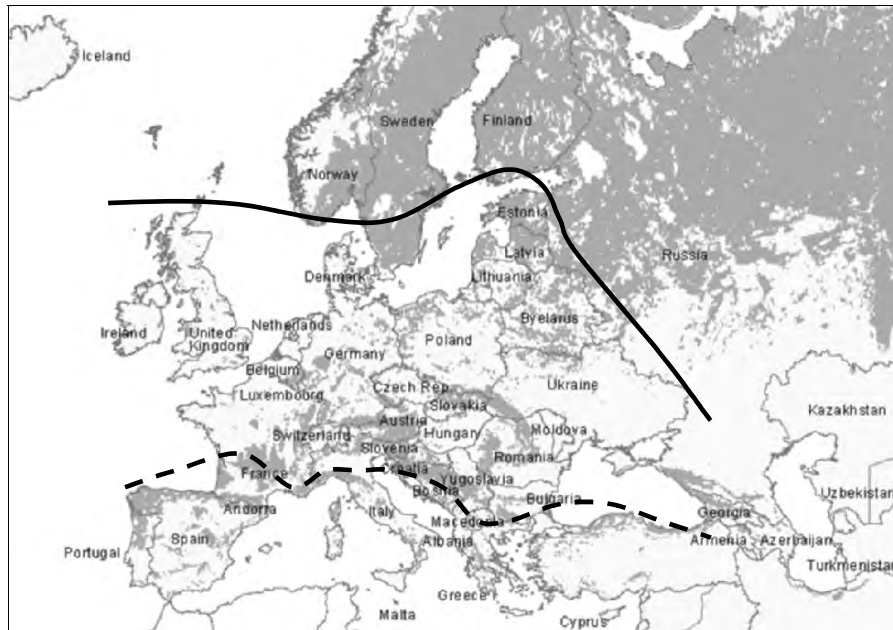 Iceland
Sweden
Finland
Norway
Estonia
Latvia
Lithuania
Russia
Denmark
Ireland
United
Kingdom
Netherlands
Byelarus
Poland
Germany
Belgium
Luxembourg
Czech Rep.
Ukraine
Slovakia
Kazakhstan
Austria
Switzerland
Hungary
Moldova
Slovenia
Romania
France
Croatia
Yugoslavia
Bosnia
Bulgaria
Uzbekistan
Andorra
Italy
Georgia
Macedonia
Spain
Albania
Armenia
Azerbaijan
Portugal
Turkmenistan
Greece
Malta
Cyprus